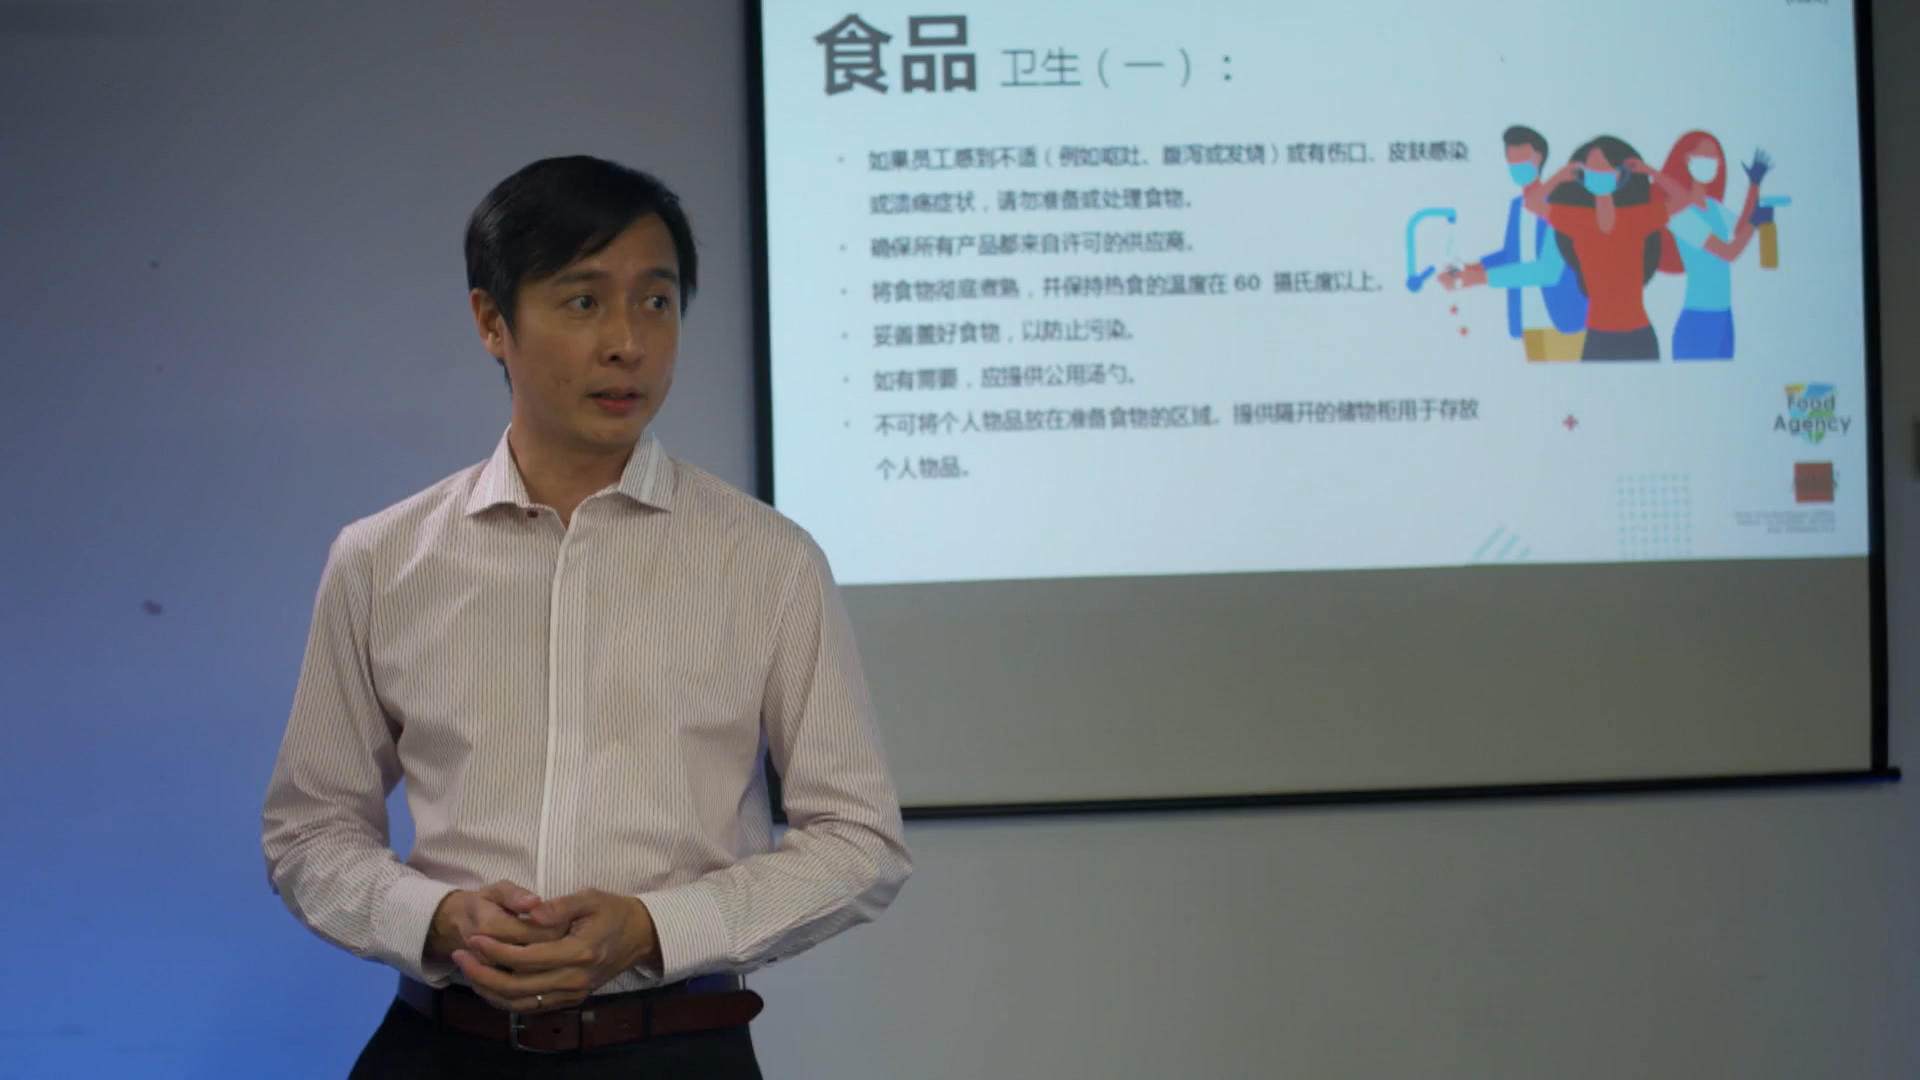 食品 卫生（一）：
如果员工感到不适（例如呕吐、腹泻或发烧）或有伤口、皮肤感染
或溃疡症状，请勿准备或处理食物。
确保所有产品都来自许可的供应商。
将食物彻底煮熟，并保持热食的温度在 60 摄氏度以上。
妥善盖好食物，以防止污染。
如有需要，应提供公用汤勺。
不可将个人物品放在准备食物的区域。提供隔开的储物柜用于存放
个人物品。
Food
Agency